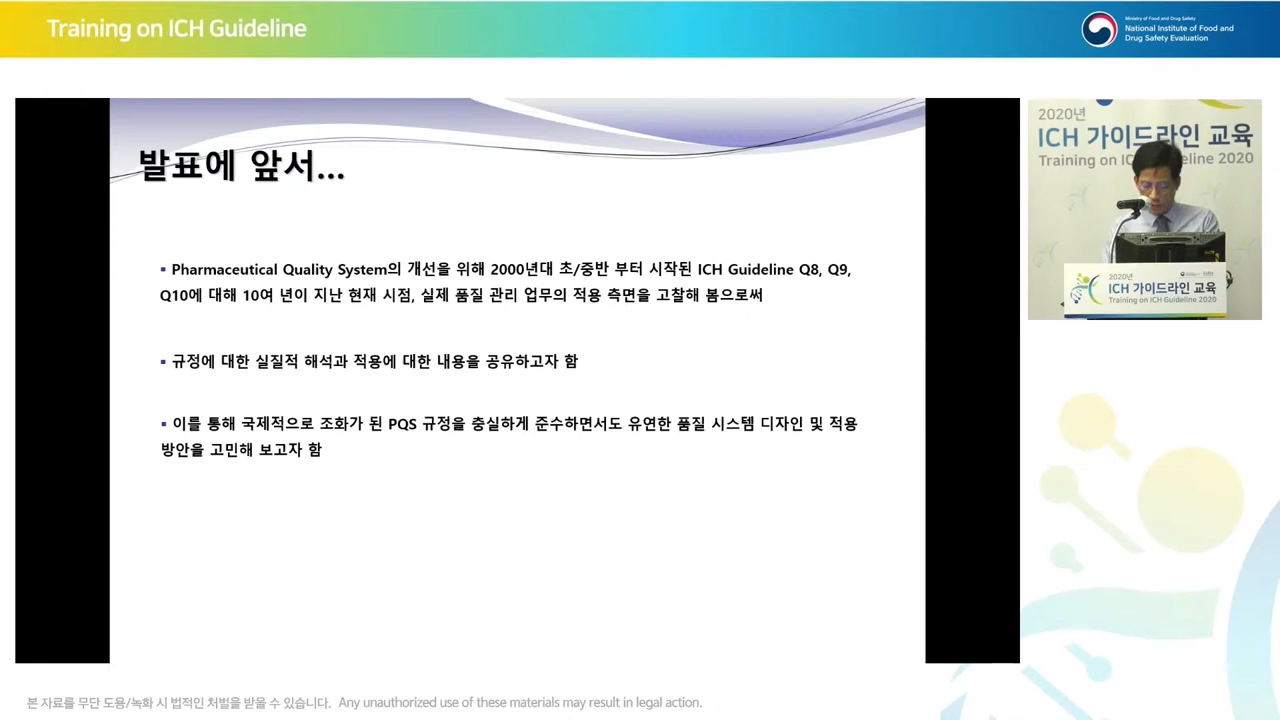 Training on ICH Guideline
Ministry of Food and Drug Safety
National Institute of Food and
Drug Safety Evaluation
발표에 앞서...
▪ Pharmaceutical Quality System의 개선을 위해 2000년대 초/중반 부터 시작된 ICH Guideline Q8, Q9,
Q10에 대해 10여 년이 지난 현재 시점, 실제 품질 관리 업무의 적용 측면을 고찰해 봄으로써
▪ 규정에 대한 실질적 해석과 적용에 대한 내용을 공유하고자 함
▪ 이를 통해 국제적으로 조화가 된 PQS 규정을 충실하게 준수하면서도 유연한 품질 시스템 디자인 및 적용
방안을 고민해 보고자 함
2020년
ICH 가이드라인 교육
Training on ICH Guideline 2020
2020년
ICH 가이드라인 교육
Training on ICH Guideline 2020
본 자료를 무단 도용/녹화 시 법적인 처벌을 받을 수 있습니다. Any unauthorized use of these materials may result in legal action.